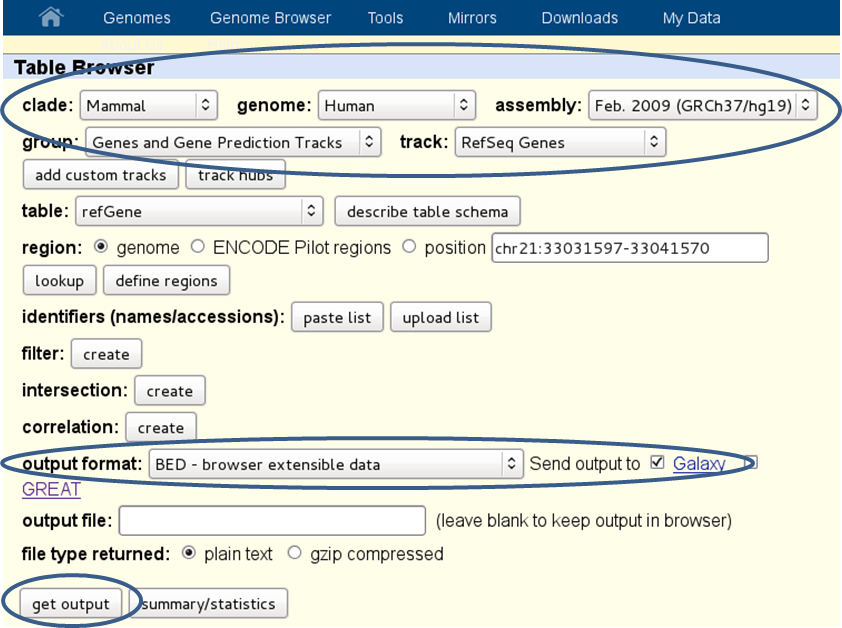 Genomes Genome Browser Tools Mirrors Downloads My Data
Table Browser
clade: Mammal genome: Human assembly: Feb. 2009 (GRCh37/hg19)
group: Genes and Gene Prediction Tracks track: RefSeq Genes
add custom tracks track hubs
table: refGene describe table schema
region: genome ENCODE Pilot regions position chr21:33031597-33041570
lookup define regions
identifiers (names/accessions): paste list upload list
filter: create
intersection: create
correlation: create
output format: BED - browser extensible data Send output to Galaxy
GREAT
output file: (leave blank to keep output in browser)
file type returned: plain text gzip compressed
get output summary/statistics